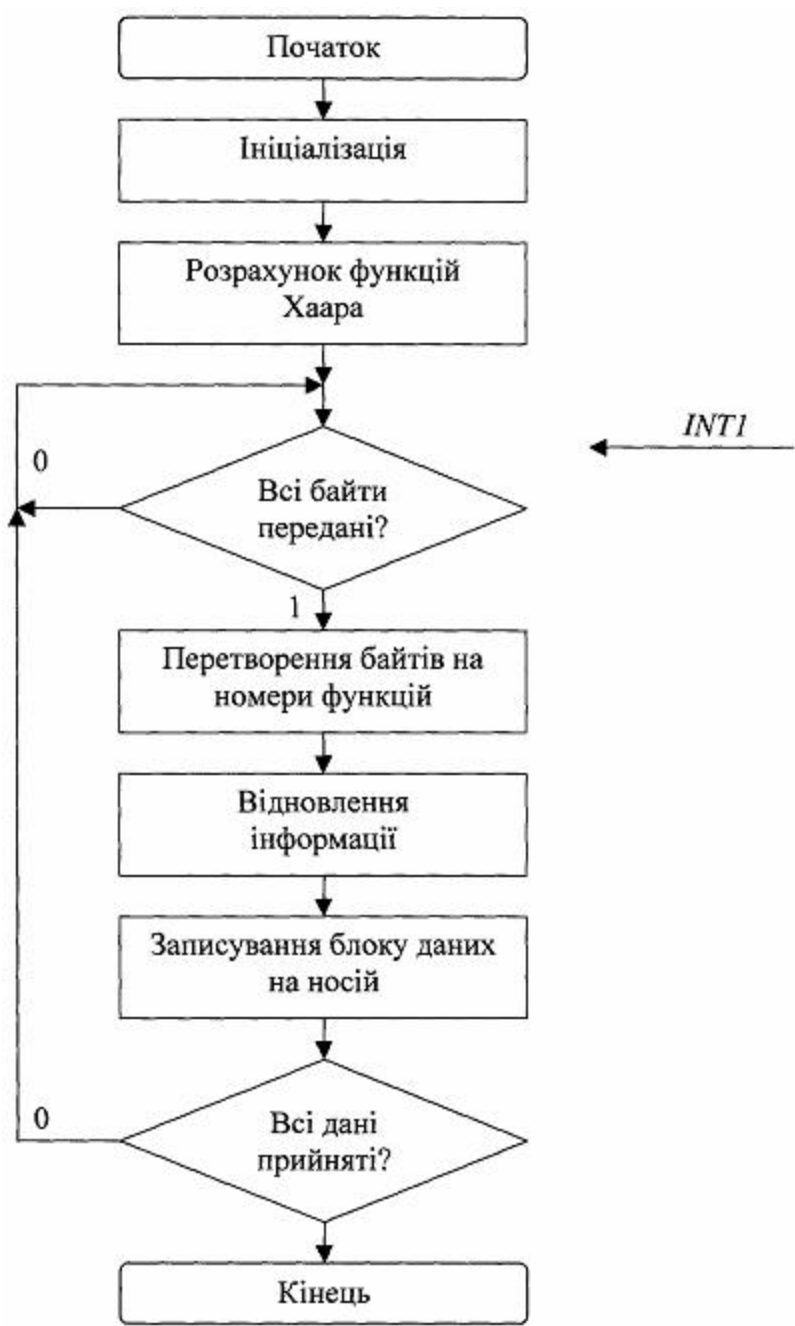 Початок
Ініціалізація
Розрахунок функцій
Хаара
INT1
0
Всі байти
передані?
1
Перетворення байтів на
номери функцій
Відновлення
інформації
Записування блоку даних
на носій
0
Всі дані
прийняті?
Кінець